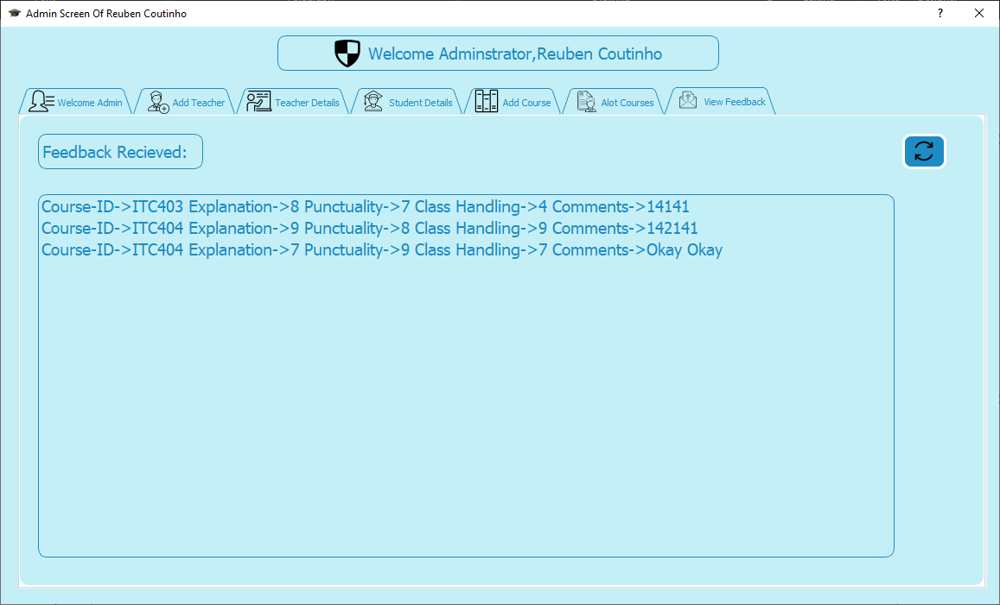 Admin Screen Of Reuben Coutinho
?
Welcome Adminstrator,Reuben Coutinho
Welcome Admin Add Teacher Teacher Details Student Details Add Course Alot Courses View Feedback
Feedback Recieved:
Course-ID->ITC403 Explanation->8 Punctuality->7 Class Handling->4 Comments->14141
Course-ID->ITC404 Explanation->9 Punctuality->8 Class Handling->9 Comments->142141
Course-ID->ITC404 Explanation->7 Punctuality->9 Class Handling->7 Comments->Okay Okay